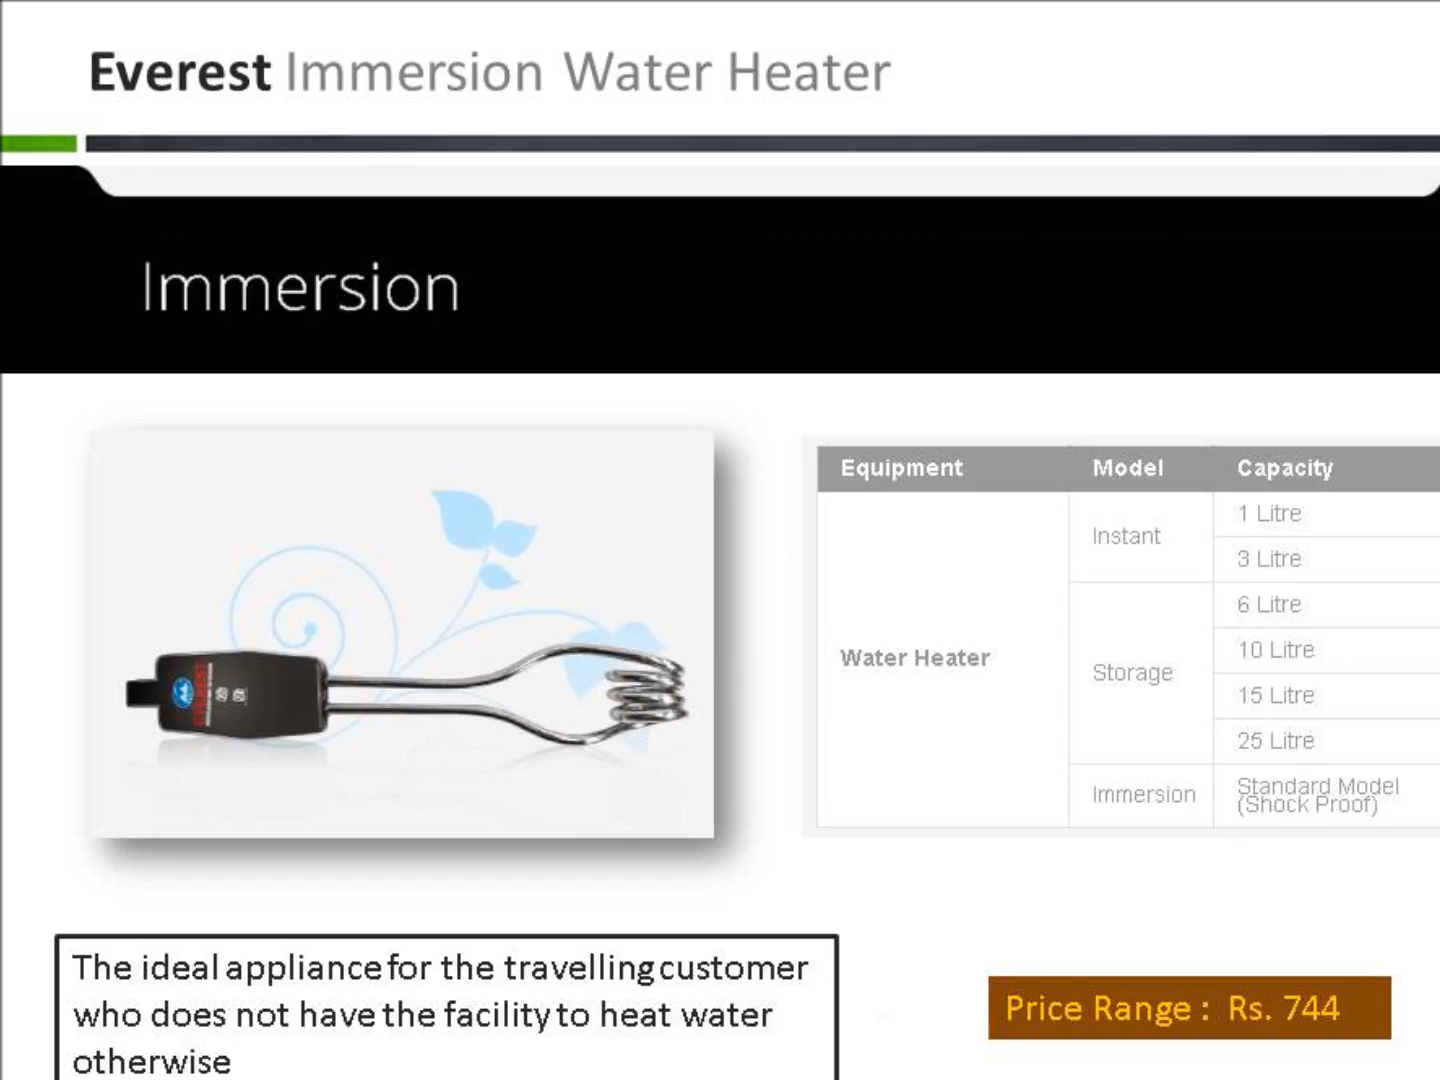 Everest Immersion Water Heater
Immersion
Equipment Model Capacity
Water Heater
Instant
1 Litre
3 Litre
Storage
6 Litre
10 Litre
15 Litre
25 Litre
Immersion
Standard Model
(Shock Proof)
EVEREST
The ideal appliance for the travelling customer
who does not have the facility to heat water
otherwise
Price Range : Rs. 744